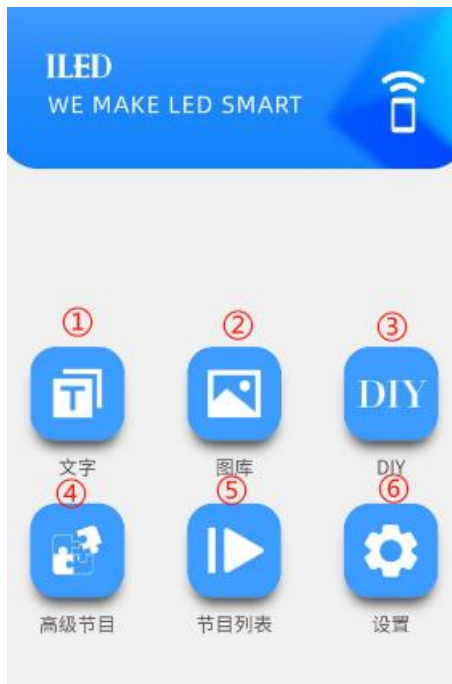 ILED
WE MAKE LED SMART
① ② ③
T DIY
文字 图库 DIY
④ ⑤ ⑥
高级节目 节目列表 设置